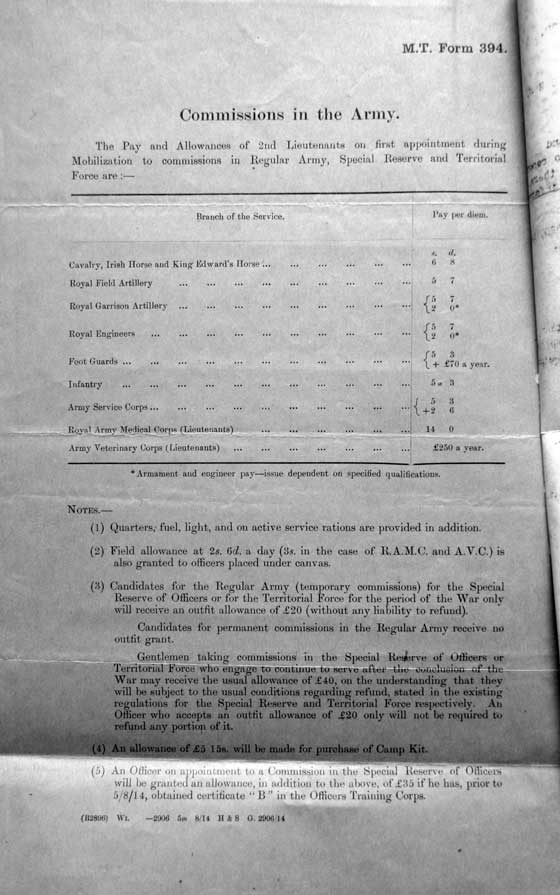 M.T. Form 394.
Commissions in the Army.
The Pay and Allowances of 2nd Lieutenants on first appointment during
Mobilization to commissions in Regular Army, Special Reserve and Territorial
Force are :—
Branch of the Service. Pay per diem.
s. d.
Cavalry, Irish Horse and King Edward's Horse ... ... ... ... ... ... 6 8
Royal Field Artillery ... ... ... ... ... ... ... ... ... 5 7
Royal Garrison Artillery ... ... ... ... ... ... ... ... ... { 5 7
{ 2 0*
Royal Engineers ... ... ... ... ... ... ... ... ... ... { 5 7
{ 2 0*
Foot Guards ... ... ... ... ... ... ... ... ... ... ... { 5 3
{ + £70 a year.
Infantry ... ... ... ... ... ... ... ... ... ... ... 5 3
Army Service Corps ... ... ... ... ... ... ... ... ... ... { 5 3
{ +2 6
Royal Army Medical Corps (Lieutenants) ... ... ... ... ... ... 14 0
Army Veterinary Corps (Lieutenants) ... ... ... ... ... ... ... £250 a year.
* Armament and engineer pay—issue dependent on specified qualifications.
NOTES.—
(1) Quarters, fuel, light, and on active service rations are provided in addition.
(2) Field allowance at 2s. 6d. a day (3s. in the case of R.A.M.C. and A.V.C.) is
also granted to officers placed under canvas.
(3) Candidates for the Regular Army (temporary commissions) for the Special
Reserve of Officers or for the Territorial Force for the period of the War only
will receive an outfit allowance of £20 (without any liability to refund).
Candidates for permanent commissions in the Regular Army receive no
outfit grant.
Gentlemen taking commissions in the Special Reserve of Officers or
Territorial Force who engage to continue to serve after the conclusion of the
War may receive the usual allowance of £40, on the understanding that they
will be subject to the usual conditions regarding refund, stated in the existing
regulations for the Special Reserve and Territorial Force respectively. An
Officer who accepts an outfit allowance of £20 only will not be required to
refund any portion of it.
(4) An allowance of £5 15s. will be made for purchase of Camp Kit.
(5) An Officer on appointment to a Commission in the Special Reserve of Officers
will be granted an allowance, in addition to the above, of £35 if he has, prior to
5/8/14, obtained certificate "B" in the Officers Training Corps.
(B2896) Wt. —2906 5m 8/14 H & S G. 2906/14